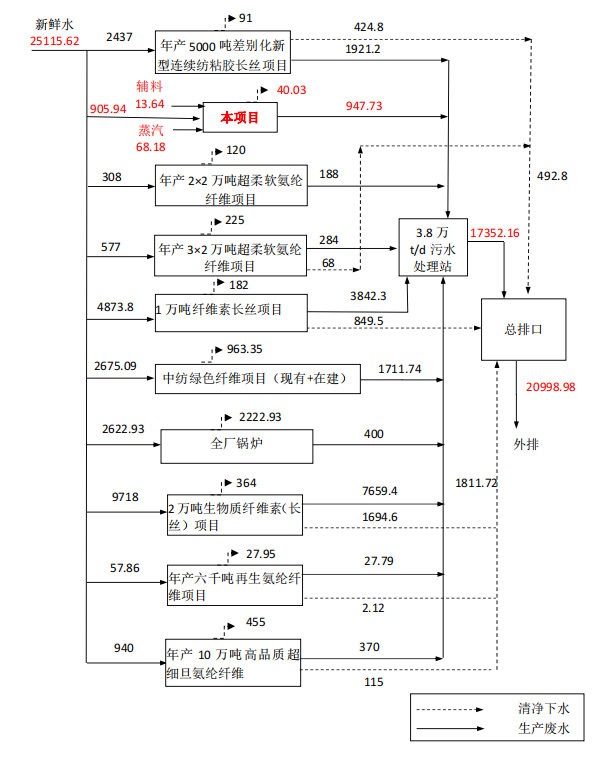 新鲜水
25115.62
2437
91
年产 5000 吨差别化新
型连续纺粘胶长丝项目
424.8
1921.2
辅料
13.64
905.94
40.03
本项目
947.73
蒸汽
68.18
308
120
年产 2×2 万吨超柔软氨纶
纤维项目
188
492.8
577
225
年产 3×2 万吨超柔软氨纶
纤维项目
284
68
3.8 万
t/d 污水
处理站
17352.16
4873.8
182
1 万吨纤维素长丝项目
3842.3
849.5
总排口
2675.09
963.35
中纺绿色纤维项目（现有+在建）
1711.74
20998.98
外排
2622.93
2222.93
全厂锅炉
400
1811.72
9718
364
2 万吨生物质纤维素（长
丝）项目
7659.4
1694.6
57.86
27.95
年产六千吨再生氨纶纤
维项目
27.79
2.12
940
455
年产 10 万吨高品质超
细旦氨纶纤维
370
115
清净下水
生产废水